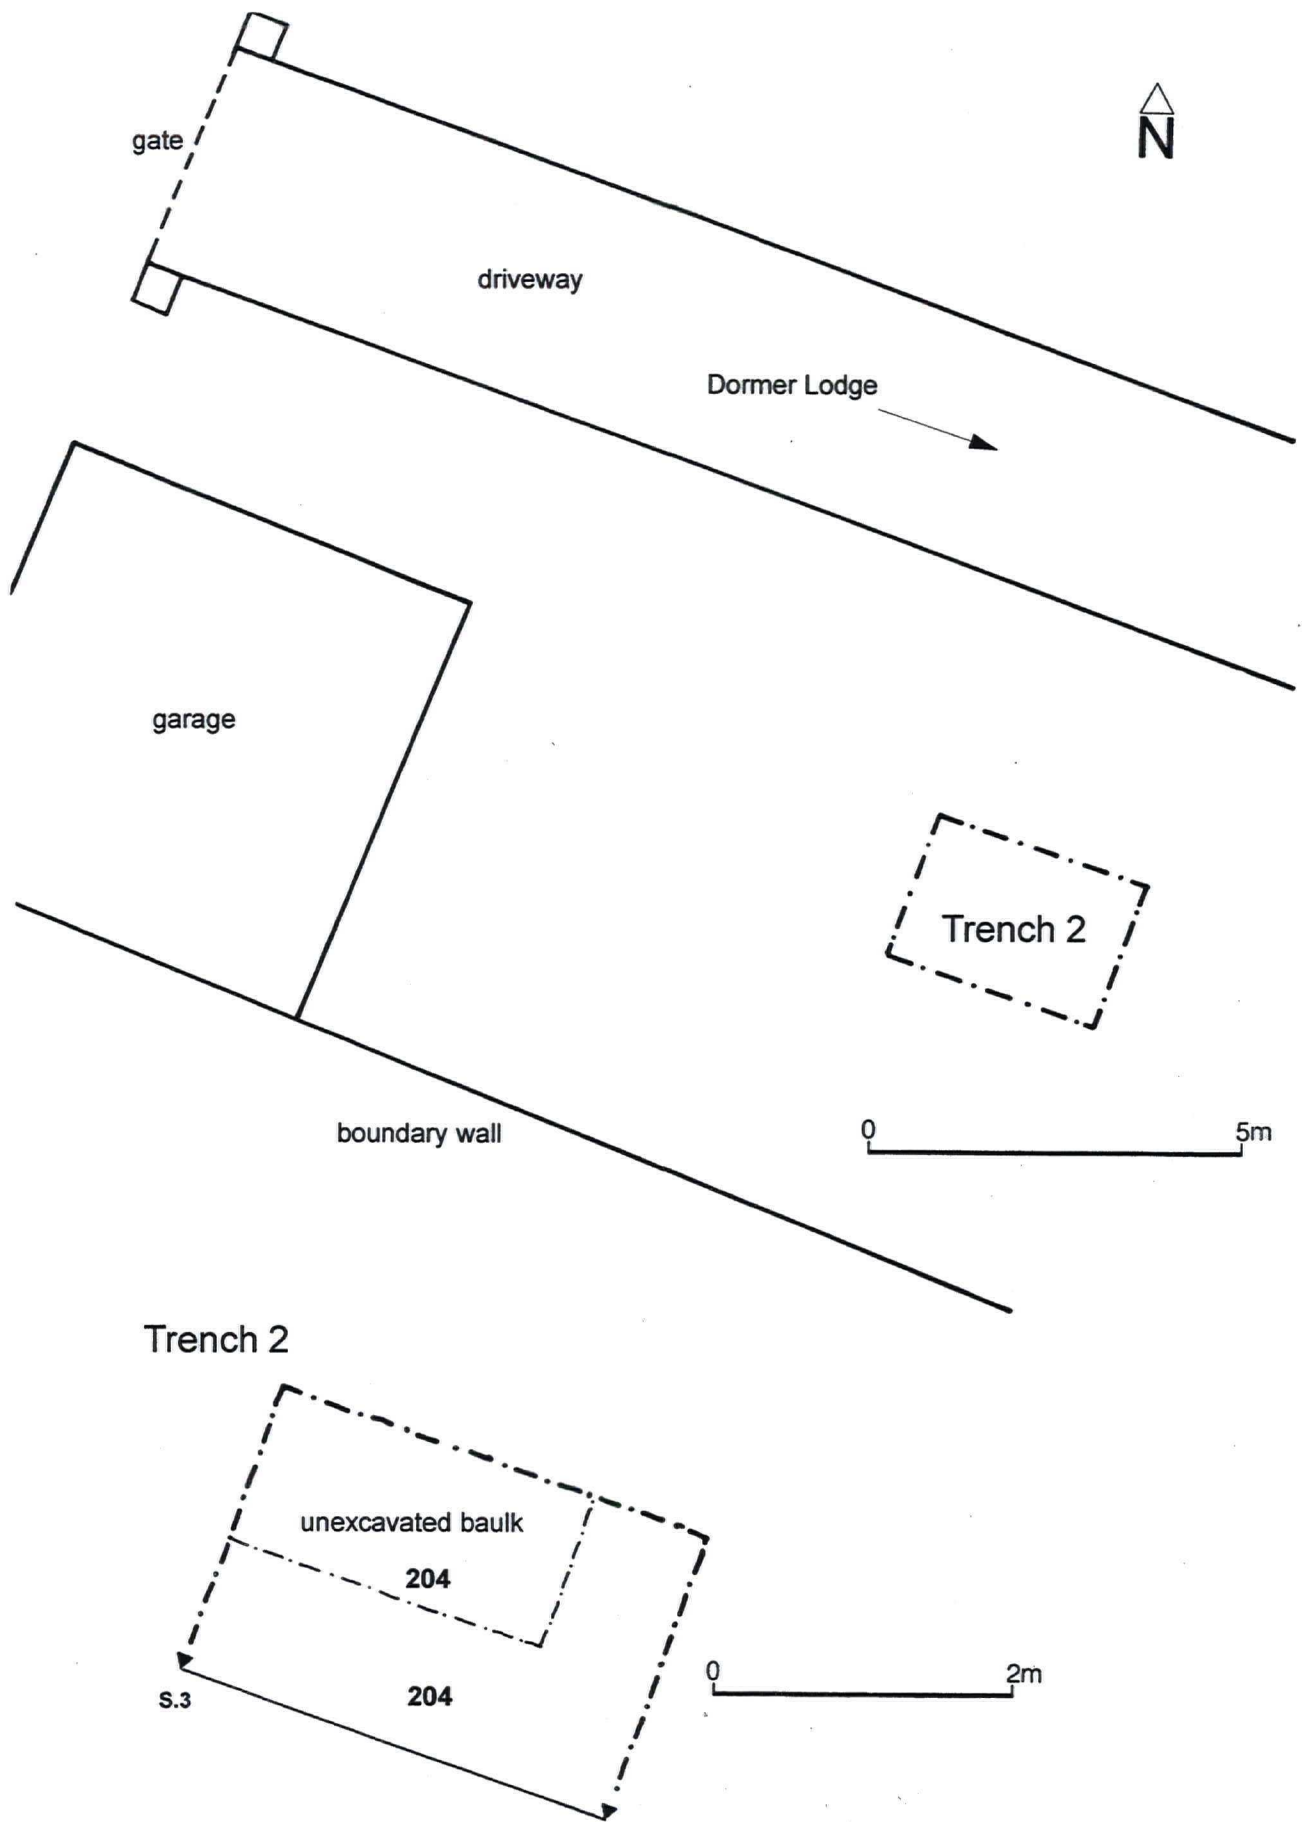 N
gate
driveway
Dormer Lodge
garage
Trench 2
0 5m
boundary wall
Trench 2
unexcavated baulk
204
0 2m
s.3
204